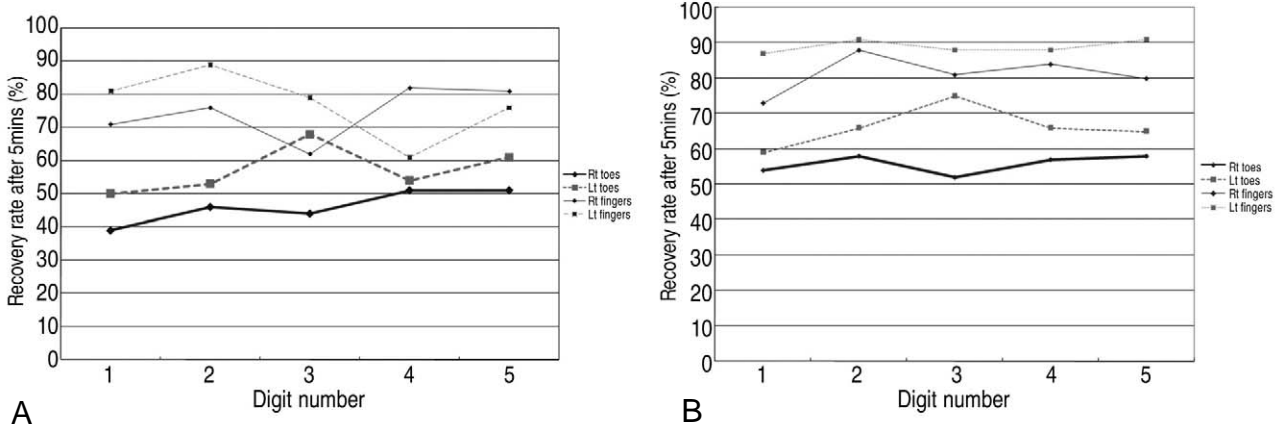 100
90
80
70
60
50
40
30
20
10
0
Recovery rate after 5mins (%)
1 2 3 4 5
Digit number
Rt toes
Lt toes
Rt fingers
Lt fingers
A
100
90
80
70
60
50
40
30
20
10
0
Recovery rate after 5mins (%)
1 2 3 4 5
Digit number
Rt toes
Lt toes
Rt fingers
Lt fingers
B